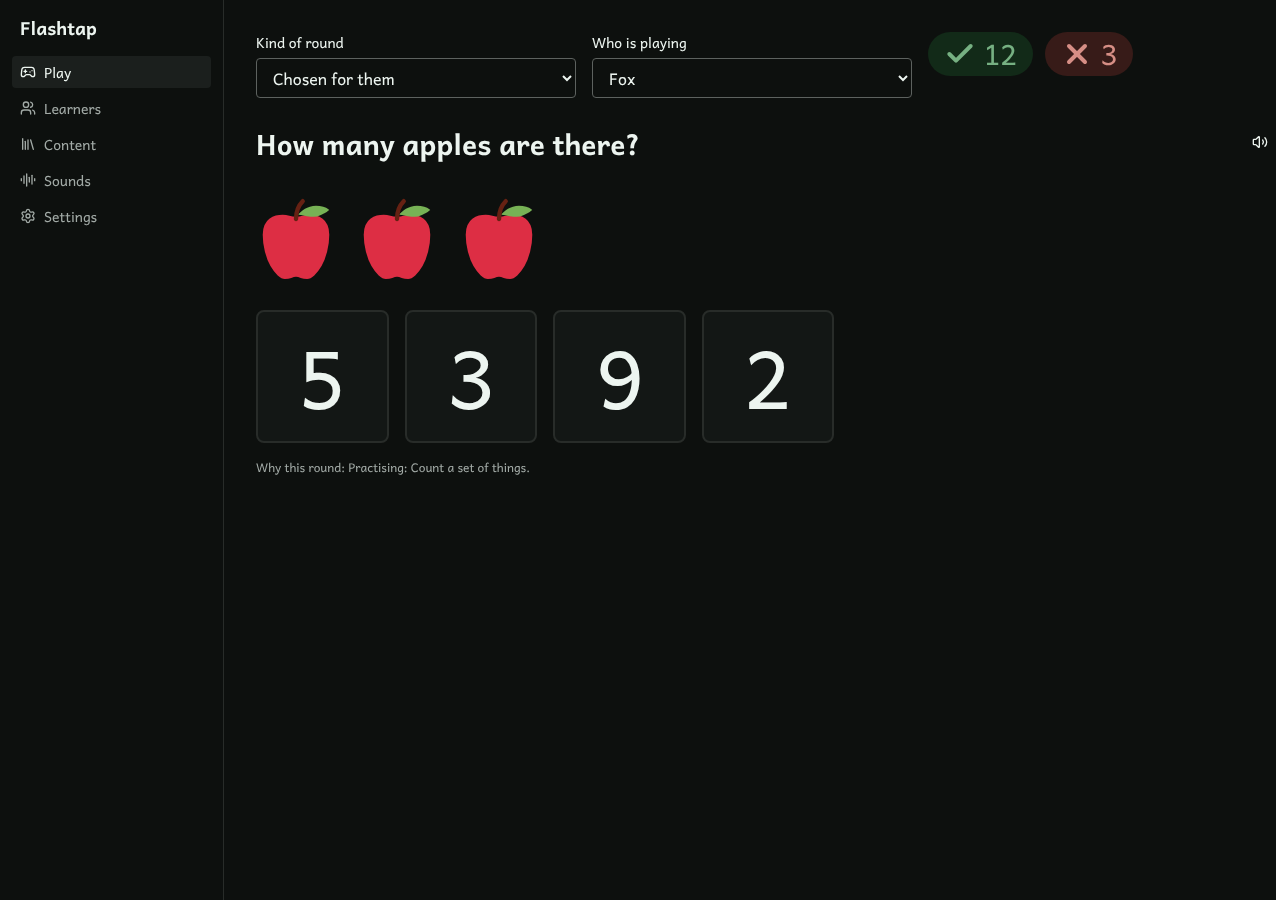 Flashtap
Play
Learners
Content
Sounds
Settings
Kind of round
Chosen for them
Who is playing
Fox
12
3
How many apples are there?
5
3
9
2
Why this round: Practising: Count a set of things.